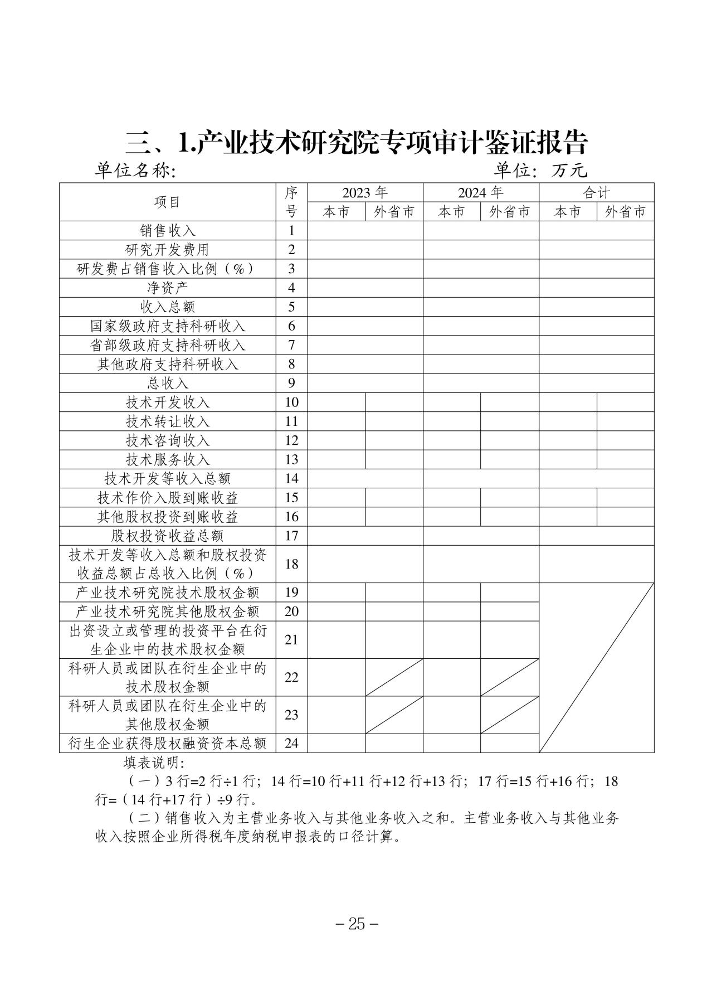 三、1.产业技术研究院专项审计鉴证报告
单位名称: 单位: 万元
项目 序号 2023 年 2024 年 合计
本市 外省市 本市 外省市 本市 外省市
销售收入 1
研究开发费用 2
研发费占销售收入比例（%） 3
净资产 4
收入总额 5
国家级政府支持科研收入 6
省部级政府支持科研收入 7
其他政府支持科研收入 8
总收入 9
技术开发收入 10
技术转让收入 11
技术咨询收入 12
技术服务收入 13
技术开发等收入总额 14
技术作价入股到账收益 15
其他股权投资到账收益 16
股权投资收益总额 17
技术开发等收入总额和股权投资
收益总额占总收入比例（%） 18
产业技术研究院技术股权金额 19
产业技术研究院其他股权金额 20
出资设立或管理的投资平台在衍
生企业中的技术股权金额 21
科研人员或团队在衍生企业中的
技术股权金额 22
科研人员或团队在衍生企业中的
其他股权金额 23
衍生企业获得股权融资资本总额 24
填表说明:
（一）3 行=2 行÷1 行；14 行=10 行+11 行+12 行+13 行；17 行=15 行+16 行；18
行=（14 行+17 行）÷9 行。
（二）销售收入为主营业务收入与其他业务收入之和。主营业务收入与其他业务
收入按照企业所得税年度纳税申报表的口径计算。
－25－